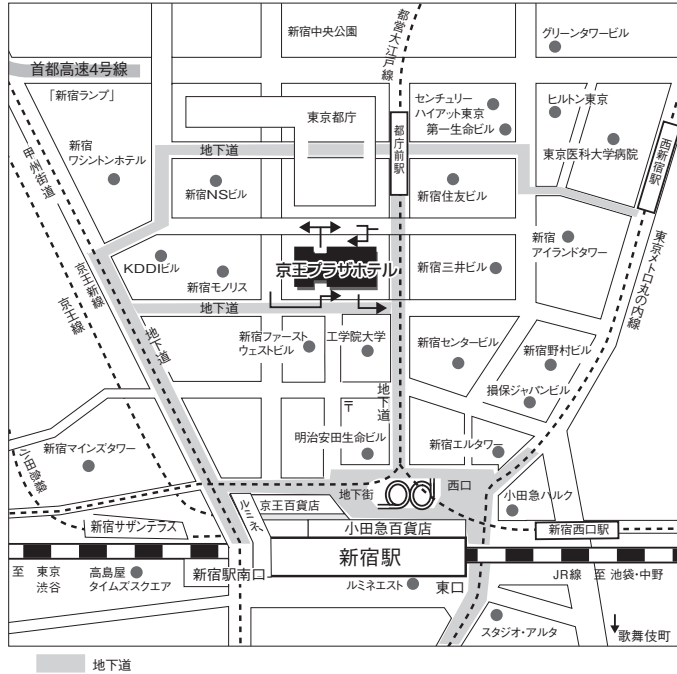 新宿中央公園
都営大江戸線
グリーンタワービル
首都高速4号線
「新宿ランプ」
センチュリー
ハイアット東京
第一生命ビル
ヒルトン東京
東京都庁
都庁前駅
西新宿駅
新宿
ワシントンホテル
地下道
地下道
東京医科大学病院
甲州街道
新宿NSビル
新宿住友ビル
東京メトロ丸の内線
新宿
アイランドタワー
KDDIビル
新宿モノリス
京王プラザホテル
新宿三井ビル
京王新線
京王線
地下道
地下道
新宿ファースト
ウェストビル
工学院大学
新宿センタービル
新宿野村ビル
地下道
損保ジャパンビル
〒
明治安田生命ビル
新宿エルタワー
新宿マインズタワー
小田急線
地下街
西口
小田急ハルク
ルミネ
京王百貨店
新宿サザンテラス
小田急百貨店
新宿西口駅
新宿駅
至 東京
渋谷
高島屋
タイムズスクエア
新宿駅南口
ルミネエスト
東口
JR線 至 池袋・中野
スタジオ・アルタ
歌舞伎町
地下道